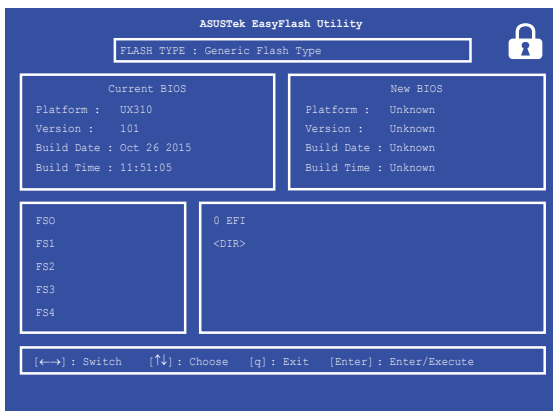 ASUSTek EasyFlash Utility
FLASH TYPE : Generic Flash Type
Current BIOS
Platform : UX310
Version : 101
Build Date : Oct 26 2015
Build Time : 11:51:05
New BIOS
Platform : Unknown
Version : Unknown
Build Date : Unknown
Build Time : Unknown
FSO
FS1
FS2
FS3
FS4
0 EFI
<DIR>
[←→] : Switch [↑↓] : Choose [q] : Exit [Enter] : Enter/Execute